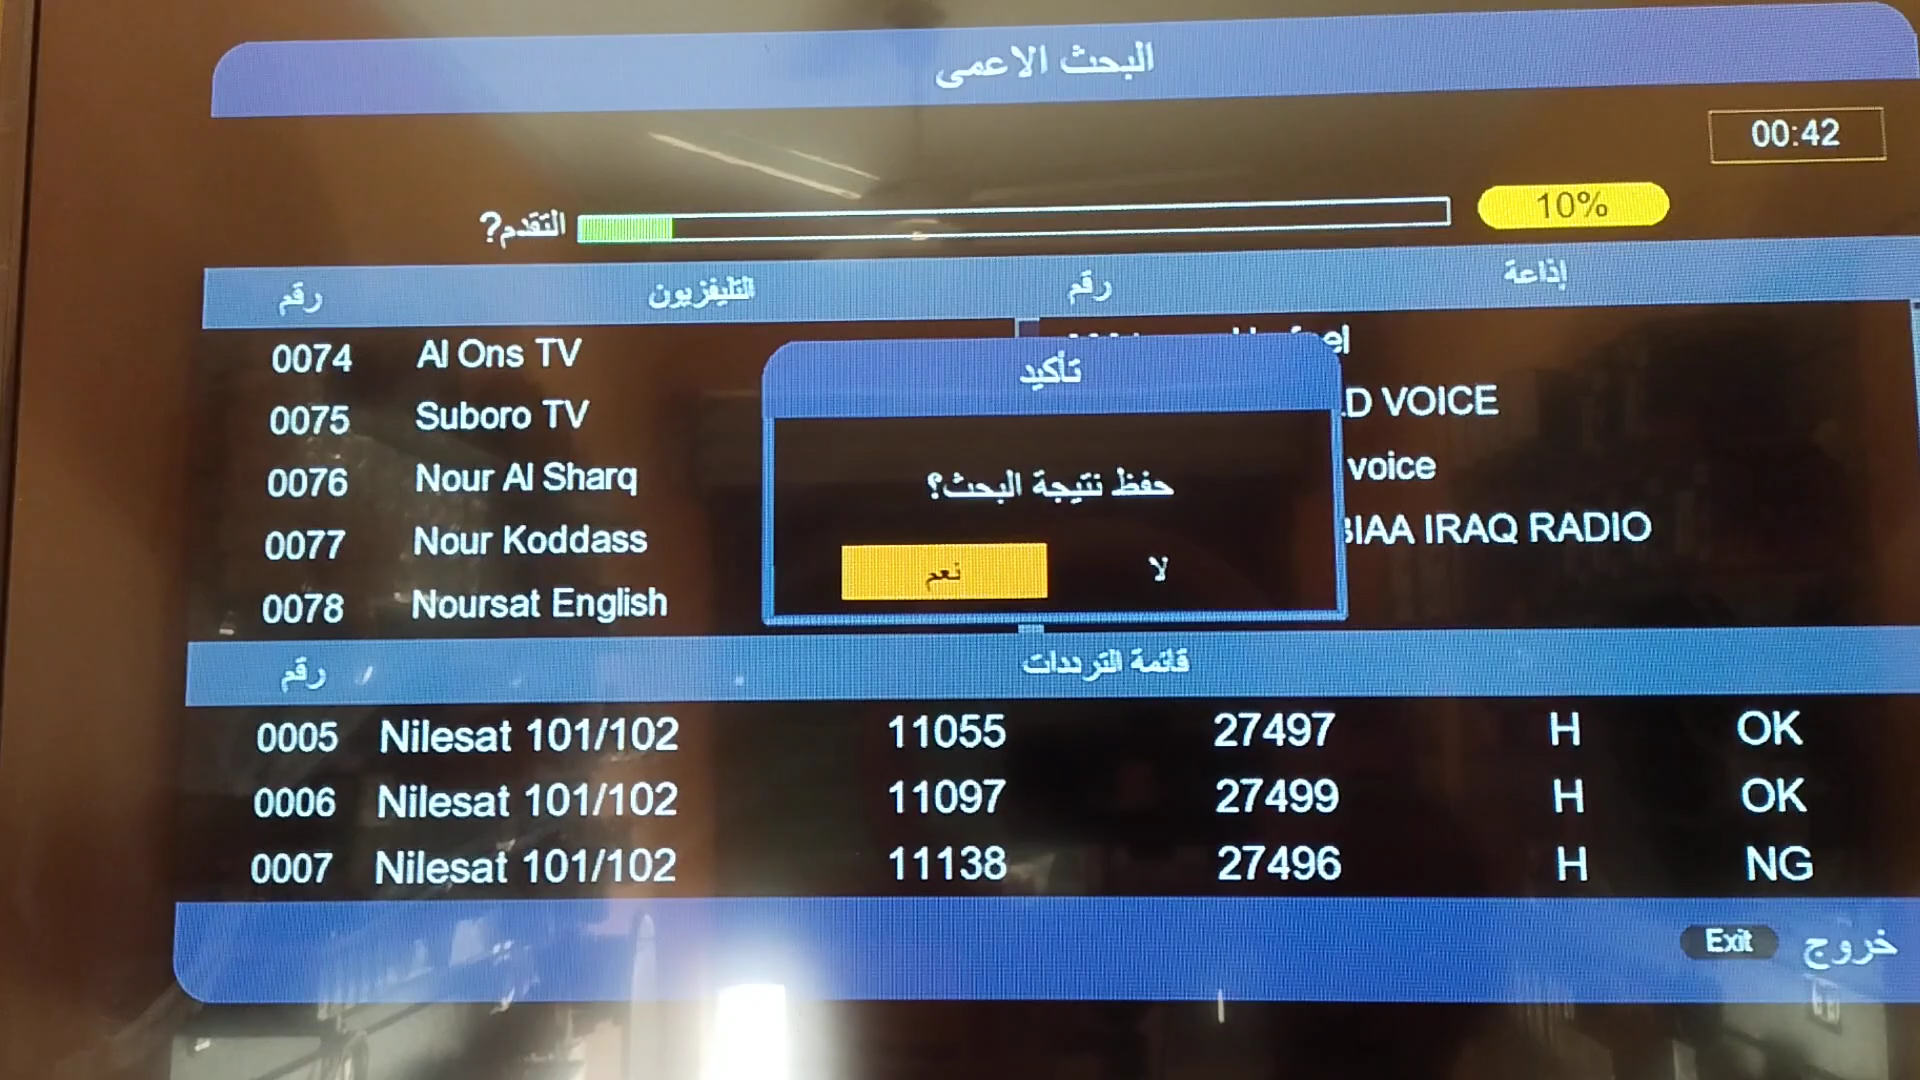 البحث الاعمى
00:42
التقدم? 10%
رقم التليفزيون رقم إذاعة
0074 Al Ons TV
0075 Suboro TV VOICE
0076 Nour Al Sharq voice
0077 Nour Koddass IRAQ RADIO
0078 Noursat English
تأكيد
حفظ نتيجة البحث؟
نعم لا
رقم قائمة الترددات
0005 Nilesat 101/102 11055 27497 H OK
0006 Nilesat 101/102 11097 27499 H OK
0007 Nilesat 101/102 11138 27496 H NG
Exit خروج